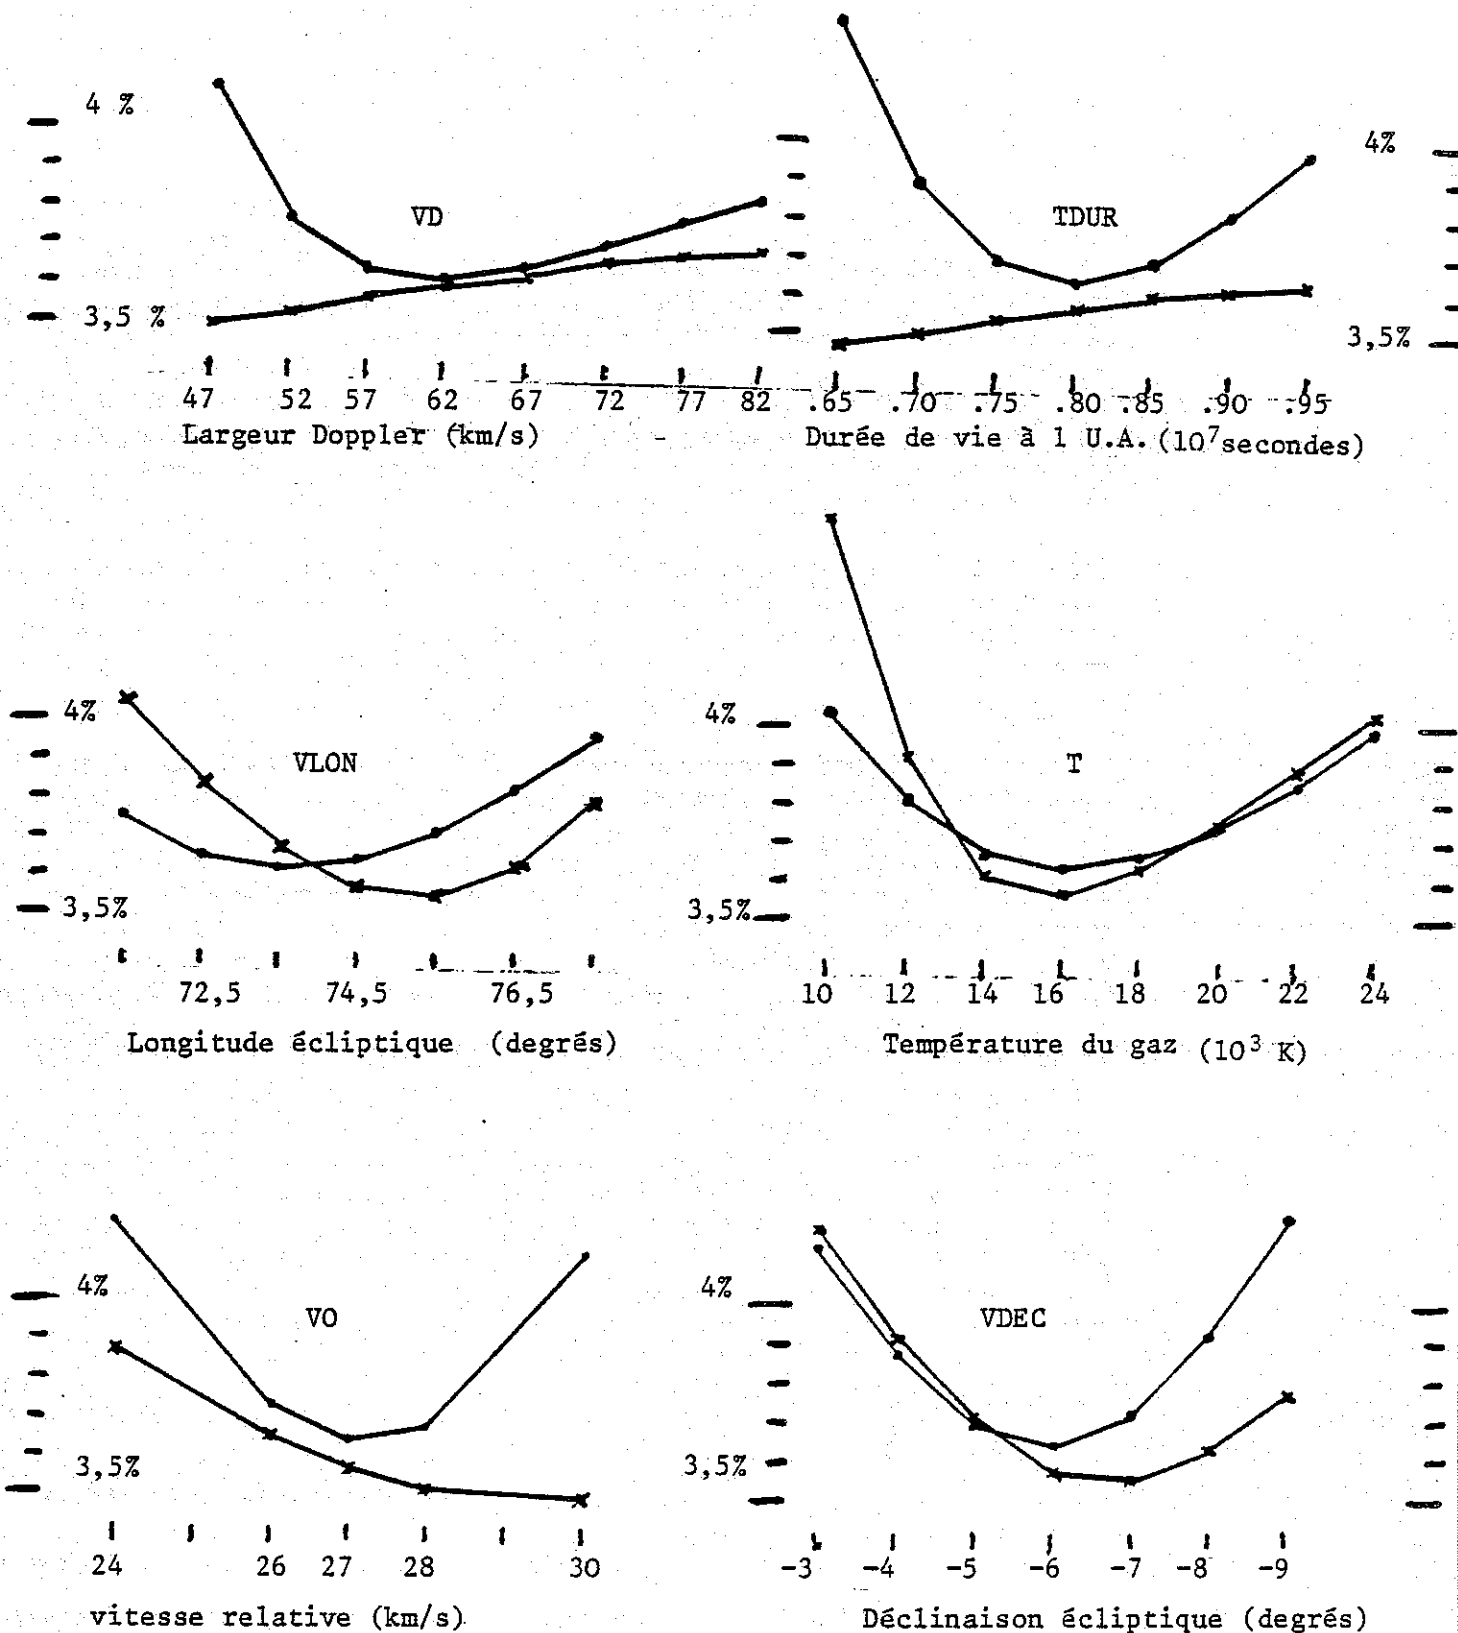 4 %
VD
3,5 %
47 52 57 62 67 72 77 82
Largeur Doppler (km/s)
4%
TDUR
3,5%
.65 .70 .75 .80 .85 .90 .95
Durée de vie à 1 U.A. (10⁷secondes)
4%
VLON
3,5%
72,5 74,5 76,5
Longitude écliptique (degrés)
4%
T
3,5%
10 12 14 16 18 20 22 24
Température du gaz (10³ K)
4%
VO
3,5%
24 26 27 28 30
vitesse relative (km/s)
4%
VDEC
3,5%
-3 -4 -5 -6 -7 -8 -9
Déclinaison écliptique (degrés)